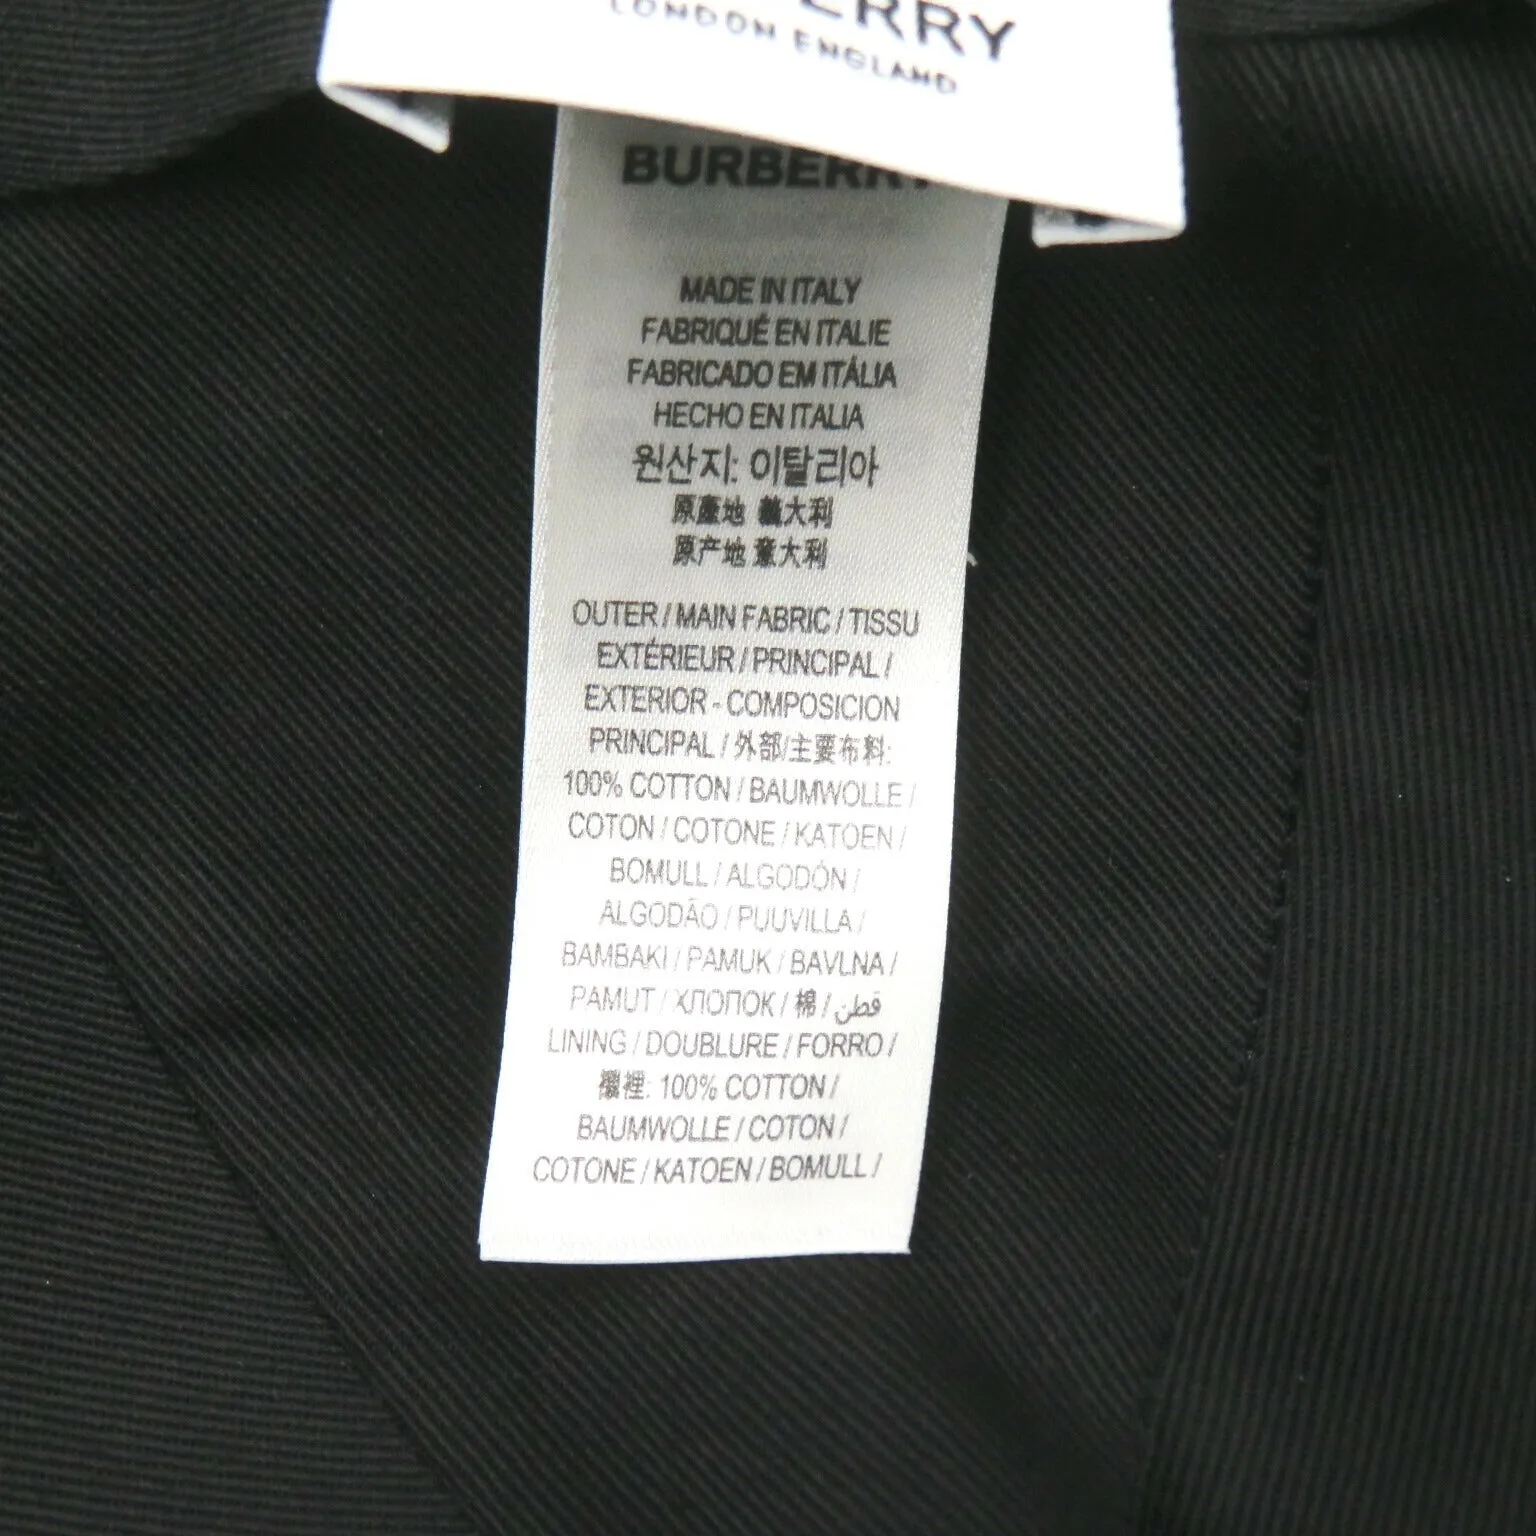 ERRY
LONDON ENGLAND
BURBERRY
MADE IN ITALY
FABRIQUÉ EN ITALIE
FABRICADO EM ITÁLIA
HECHO EN ITALIA
원산지: 이탈리아
原產地 義大利
原产地 意大利
OUTER / MAIN FABRIC / TISSU
EXTÉRIEUR / PRINCIPAL /
EXTERIOR - COMPOSICION
PRINCIPAL / 外部/主要布料:
100% COTTON / BAUMWOLLE /
COTON / COTONE / KATOEN /
BOMULL / ALGODÓN /
ALGODÃO / PUUVILLA /
BAMBAKI / PAMUK / BAVLNA /
PAMUT / ХЛОПОК / 棉 / قطن
LINING / DOUBLURE / FORRO /
襯裡: 100% COTTON /
BAUMWOLLE / COTON /
COTONE / KATOEN / BOMULL /